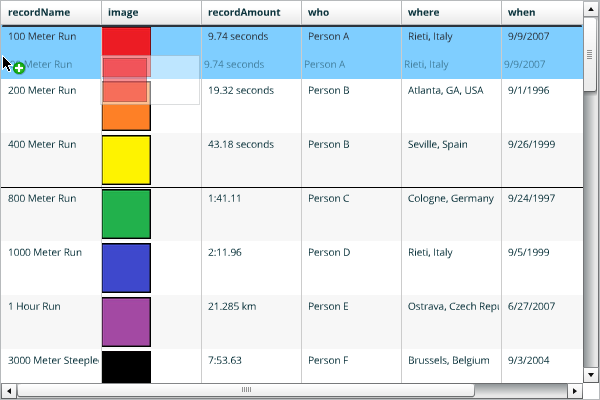 recordName image recordAmount who where when
100 Meter Run 9.74 seconds Person A Rieti, Italy 9/9/2007
Meter Run 9.74 seconds Person A Rieti, Italy 9/9/2007
200 Meter Run 19.32 seconds Person B Atlanta, GA, USA 9/1/1996
400 Meter Run 43.18 seconds Person B Seville, Spain 9/26/1999
800 Meter Run 1:41.11 Person C Cologne, Germany 9/24/1997
1000 Meter Run 2:11.96 Person D Rieti, Italy 9/5/1999
1 Hour Run 21.285 km Person E Ostrava, Czech Repu 6/27/2007
3000 Meter Steeple 7:53.63 Person F Brussels, Belgium 9/3/2004